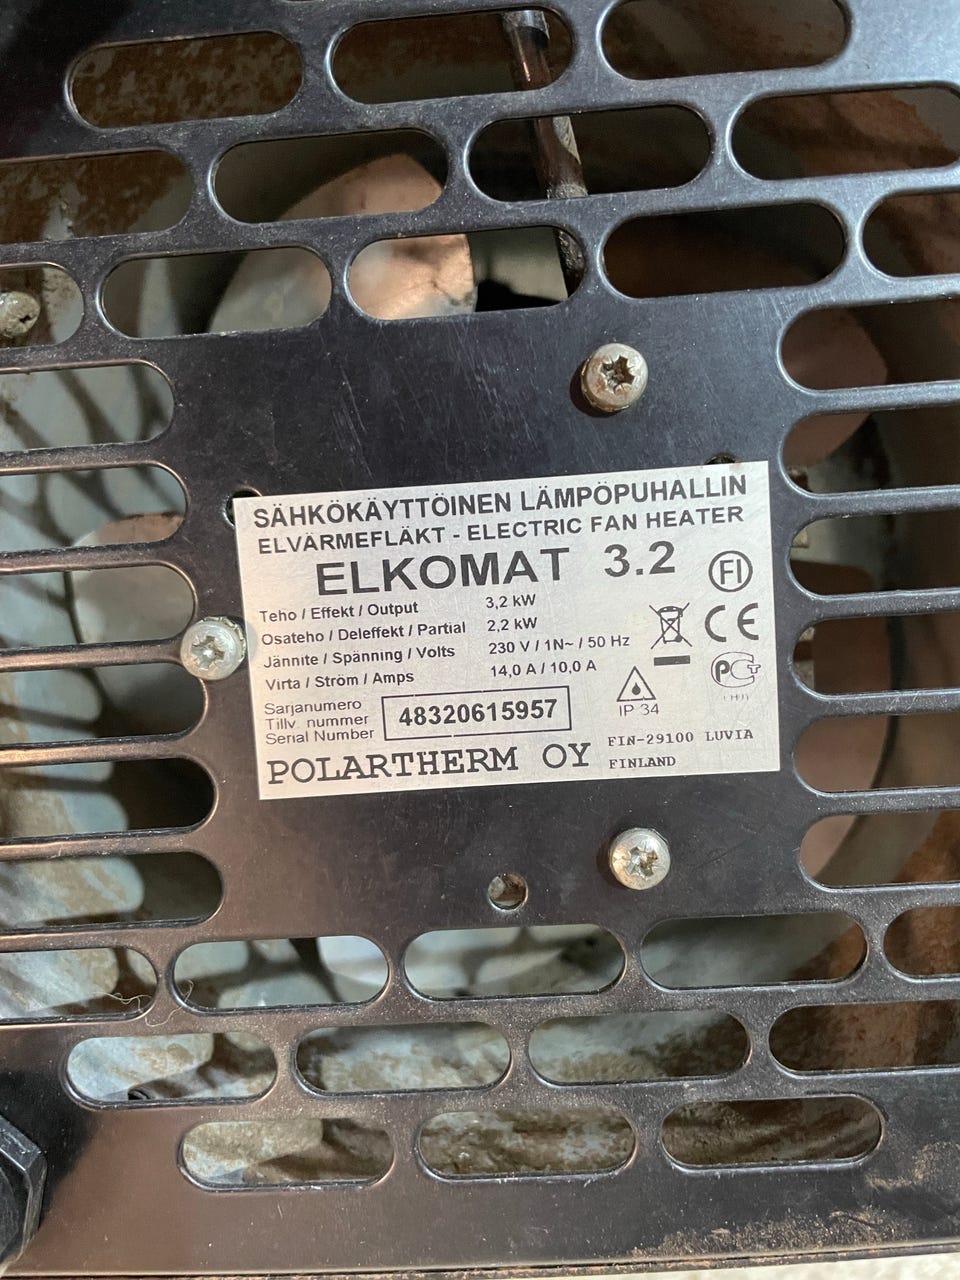 SÄHKÖKÄYTTÖINEN LÄMPÖPUHALLIN
ELVÄRMEFLÄKT - ELECTRIC FAN HEATER
ELKOMAT 3.2
FI
Teho / Effekt / Output 3,2 kW
Osateho / Deleffekt / Partial 2,2 kW
Jännite / Spänning / Volts 230 V / 1N~ / 50 Hz
Virta / Ström / Amps 14,0 A / 10,0 A
CE
IP 34
Sarjanumero
Tillv. nummer
Serial Number
48320615957
POLARTHERM OY
FIN-29100 LUVIA
FINLAND